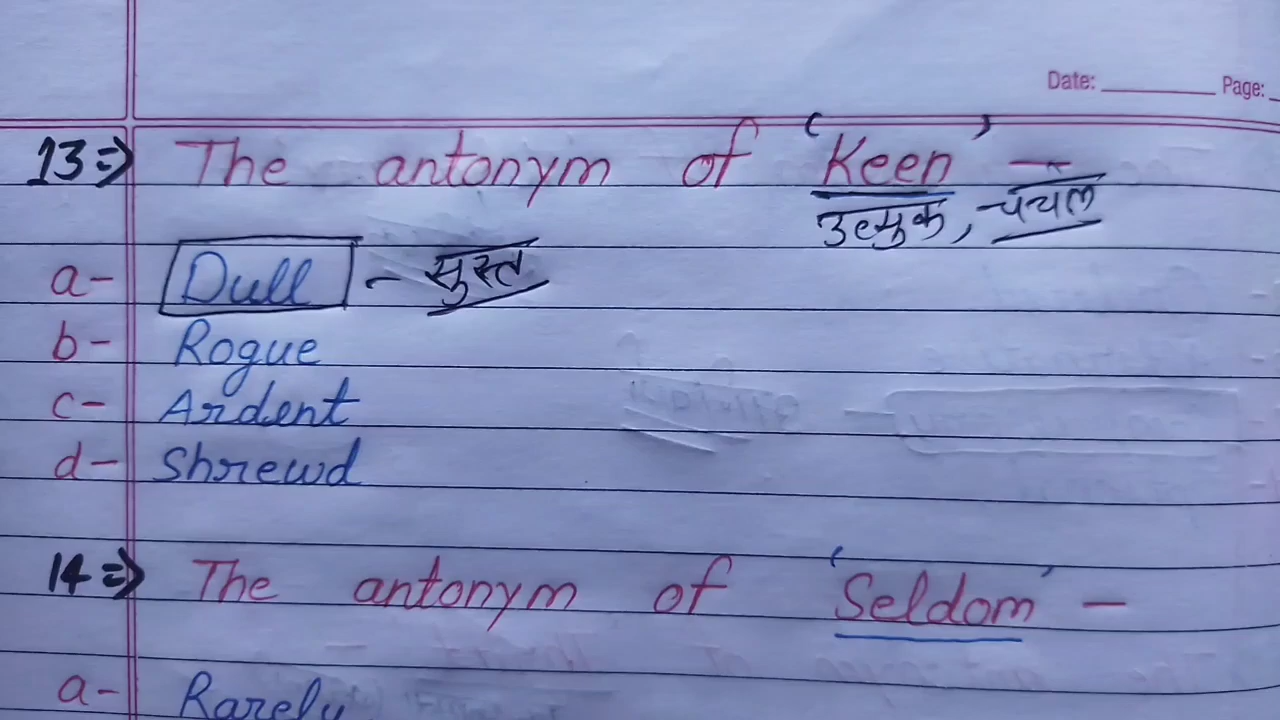 Date: ________ Page: _
13⇒ The antonym of 'Keen' –
उत्सुक, चंचल
a- Dull - सुस्त
b- Rogue
c- Ardent
d- Shrewd
14⇒ The antonym of 'Seldom' –
a- Rarely